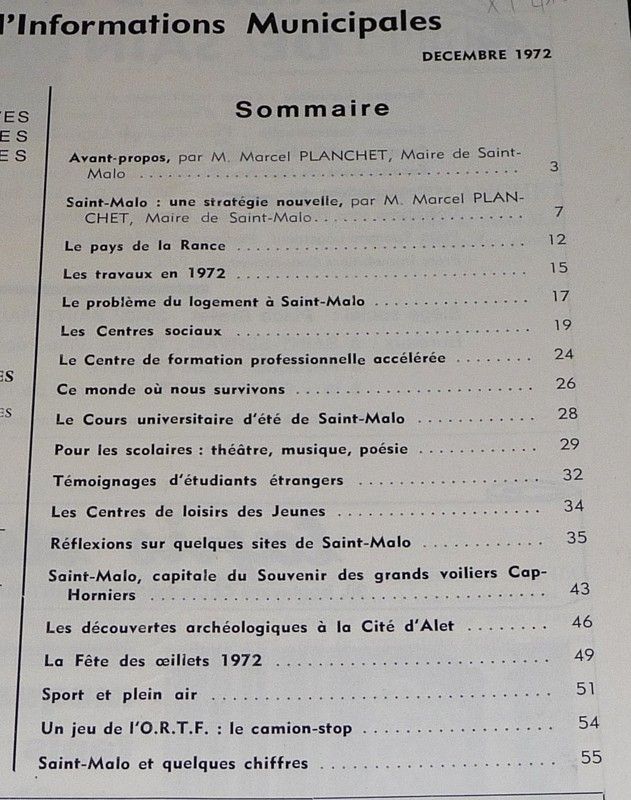 l'Informations Municipales
DECEMBRE 1972
Sommaire
Avant-propos, par M. Marcel PLANCHET, Maire de Saint-
Malo .................................... 3
Saint-Malo : une stratégie nouvelle, par M. Marcel PLAN-
CHET, Maire de Saint-Malo.................... 7
Le pays de la Rance .......................... 12
Les travaux en 1972 .......................... 15
Le problème du logement à Saint-Malo .............. 17
Les Centres sociaux .......................... 19
Le Centre de formation professionnelle accélérée ........ 24
Ce monde où nous survivons ...................... 26
Le Cours universitaire d'été de Saint-Malo ............ 28
Pour les scolaires : théâtre, musique, poésie ............ 29
Témoignages d'étudiants étrangers ................ 32
Les Centres de loisirs des Jeunes .................. 34
Réflexions sur quelques sites de Saint-Malo ............ 35
Saint-Malo, capitale du Souvenir des grands voiliers Cap-
Horniers .................................... 43
Les découvertes archéologiques à la Cité d'Alet ........ 46
La Fête des œillets 1972 ........................ 49
Sport et plein air .............................. 51
Un jeu de l'O.R.T.F. : le camion-stop ................ 54
Saint-Malo et quelques chiffres .................... 55